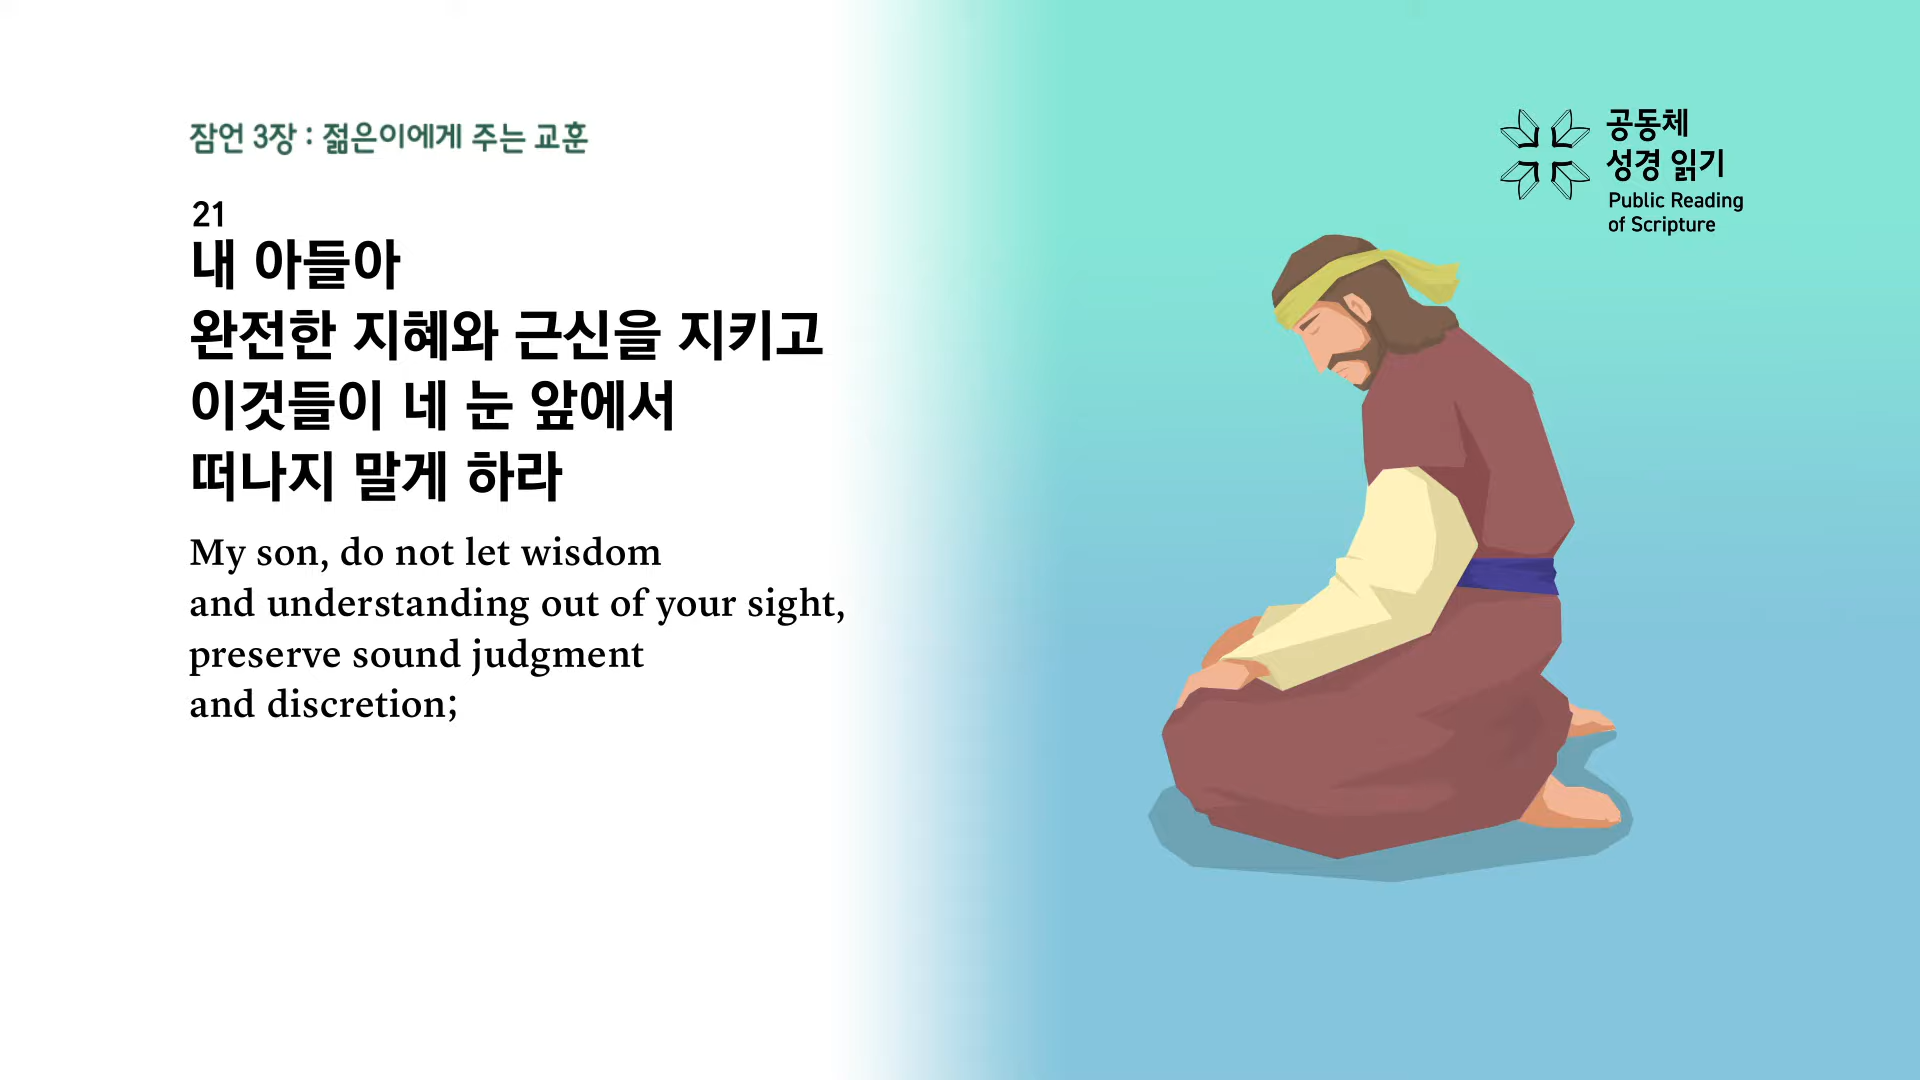 잠언 3장 : 젊은이에게 주는 교훈
21
내 아들아
완전한 지혜와 근신을 지키고
이것들이 네 눈 앞에서
떠나지 말게 하라
My son, do not let wisdom
and understanding out of your sight,
preserve sound judgment
and discretion;
공동체
성경 읽기
Public Reading
of Scripture